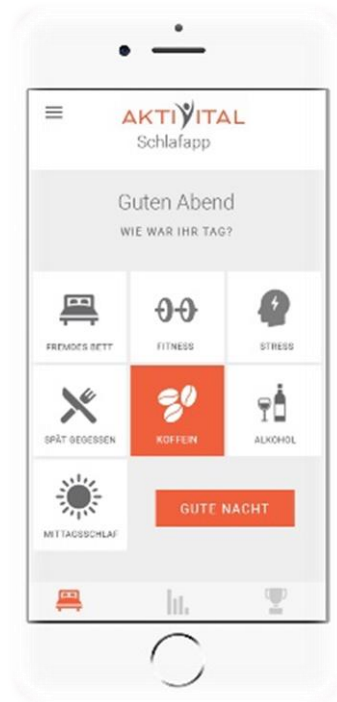 AKTIVITAL
Schlafapp
Guten Abend
WIE WAR IHR TAG?
FREMDES BETT
FITNESS
STRESS
SPÄT GEGESSEN
KOFFEIN
ALKOHOL
MITTAGSSCHLAF
GUTE NACHT